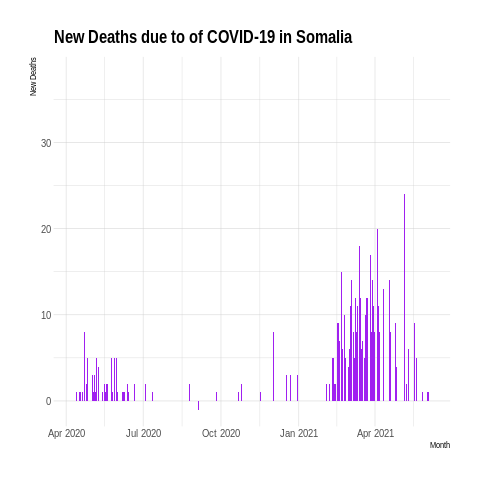 New Deaths due to of COVID-19 in Somalia
New Deaths
30
20
10
0
Apr 2020 Jul 2020 Oct 2020 Jan 2021 Apr 2021
Month